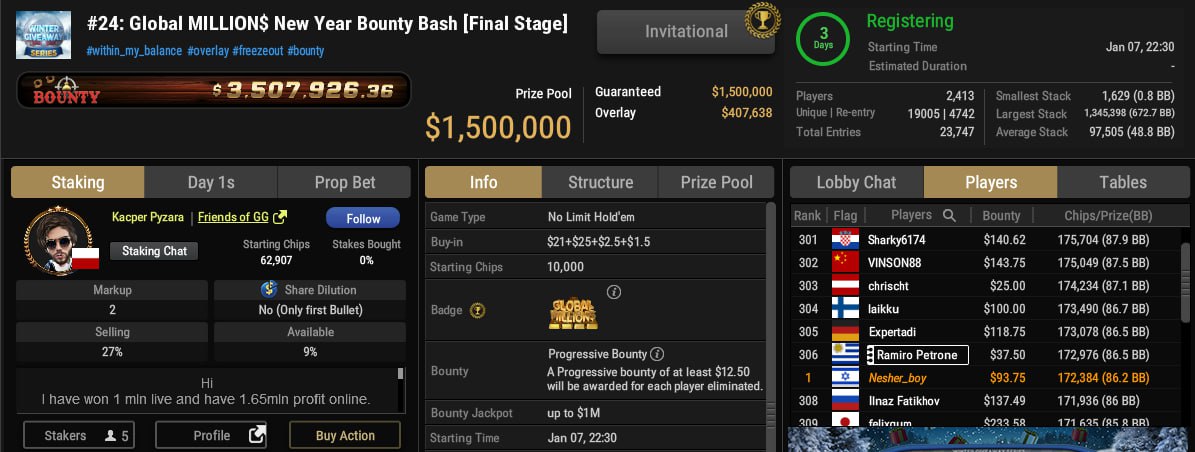 WINTER
GIVEAWAY
SERIES
#24: Global MILLION$ New Year Bounty Bash [Final Stage]
#within_my_balance #overlay #freezeout #bounty
BOUNTY
$ 3,507,926.36
Prize Pool
$1,500,000
Guaranteed $1,500,000
Overlay $407,638
Invitational
3
Days
Registering
Starting Time Jan 07, 22:30
Estimated Duration -
Players 2,413
Unique | Re-entry 19005 | 4742
Total Entries 23,747
Smallest Stack 1,629 (0.8 BB)
Largest Stack 1,345,398 (672.7 BB)
Average Stack 97,505 (48.8 BB)
Staking Day 1s Prop Bet
Kacper Pyzara | Friends of GG
Follow
Staking Chat
Starting Chips
62,907
Stakes Bought
0%
Markup
2
Share Dilution
No (Only first Bullet)
Selling
27%
Available
9%
Hi
I have won 1 mln live and have 1.65mln profit online.
Stakers 5 Profile Buy Action
Info Structure Prize Pool
Game Type No Limit Hold'em
Buy-in $21+$25+$2.5+$1.5
Starting Chips 10,000
Badge
GLOBAL
MILLION$
Bounty
Progressive Bounty
A Progressive bounty of at least $12.50
will be awarded for each player eliminated.
Bounty Jackpot up to $1M
Starting Time Jan 07, 22:30
Lobby Chat Players Tables
Rank Flag Players Bounty Chips/Prize(BB)
301 Sharky6174 $140.62 175,704 (87.9 BB)
302 VINSON88 $143.75 175,049 (87.5 BB)
303 chrischt $25.00 174,234 (87.1 BB)
304 laikku $100.00 173,490 (86.7 BB)
305 Expertadi $118.75 173,078 (86.5 BB)
306 Ramiro Petrone $37.50 172,976 (86.5 BB)
1 Nesher_boy $93.75 172,384 (86.2 BB)
308 Ilnaz Fatikhov $137.49 171,936 (86 BB)
309 felixgum $233.58 171,635 (85.8 BB)